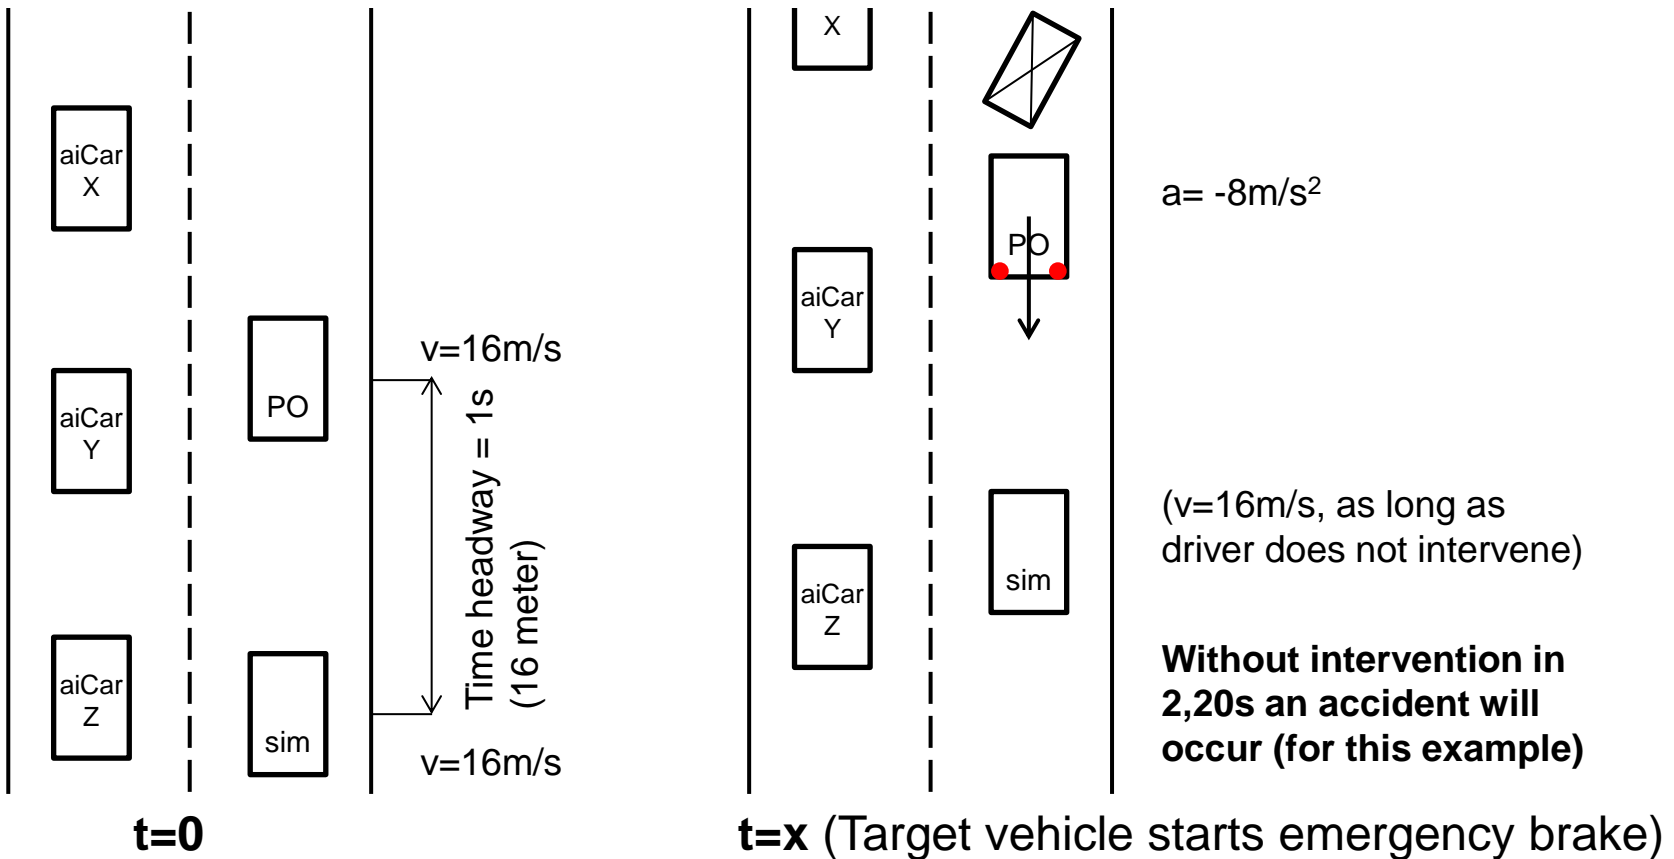 aiCar
X
aiCar
Y
aiCar
Z
PO
sim
v=16m/s
Time headway = 1s
(16 meter)
v=16m/s
t=0
X
aiCar
Y
aiCar
Z
PO
sim
a= -8m/s²
(v=16m/s, as long as
driver does not intervene)
Without intervention in
2,20s an accident will
occur (for this example)
t=x (Target vehicle starts emergency brake)